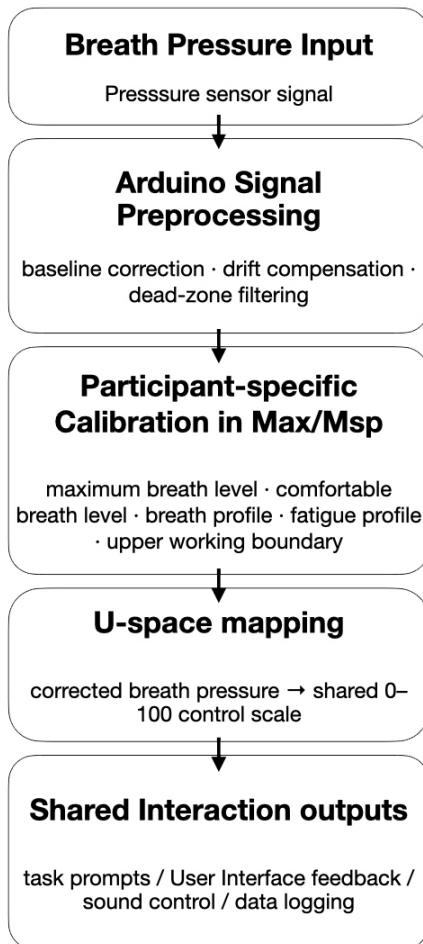 Breath Pressure Input
Presssure sensor signal
Arduino Signal
Preprocessing
baseline correction · drift compensation ·
dead-zone filtering
Participant-specific
Calibration in Max/Msp
maximum breath level · comfortable
breath level · breath profile · fatigue profile
· upper working boundary
U-space mapping
corrected breath pressure → shared 0–
100 control scale
Shared Interaction outputs
task prompts / User Interface feedback /
sound control / data logging